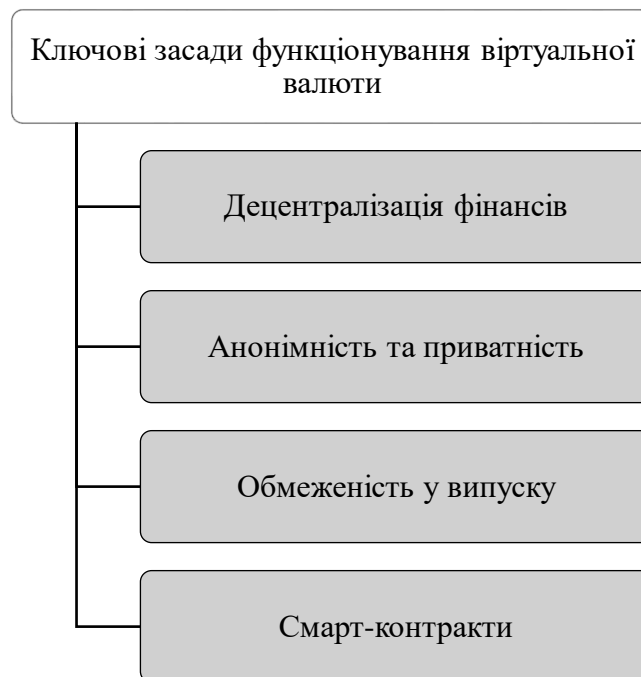 Ключові засади функціонування віртуальної
валюти
Децентралізація фінансів
Анонімність та приватність
Обмеженість у випуску
Смарт-контракти